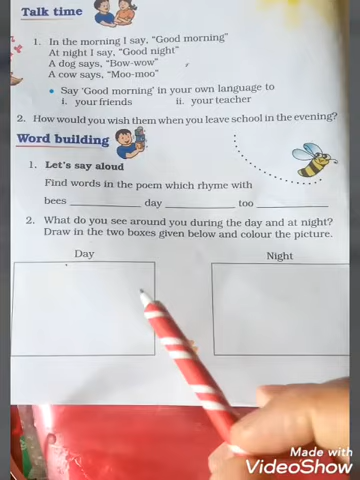 Talk time
1. In the morning I say, “Good morning”
At night I say, “Good night”
A dog says, “Bow-wow”
A cow says, “Moo-moo”
• Say ‘Good morning’ in your own language to
i. your friends ii. your teacher
2. How would you wish them when you leave school in the evening?
Word building
1. Let's say aloud
Find words in the poem which rhyme with
bees ____________ day ____________ too ____________
2. What do you see around you during the day and at night?
Draw in the two boxes given below and colour the picture.
Day Night
Made with
VideoShow